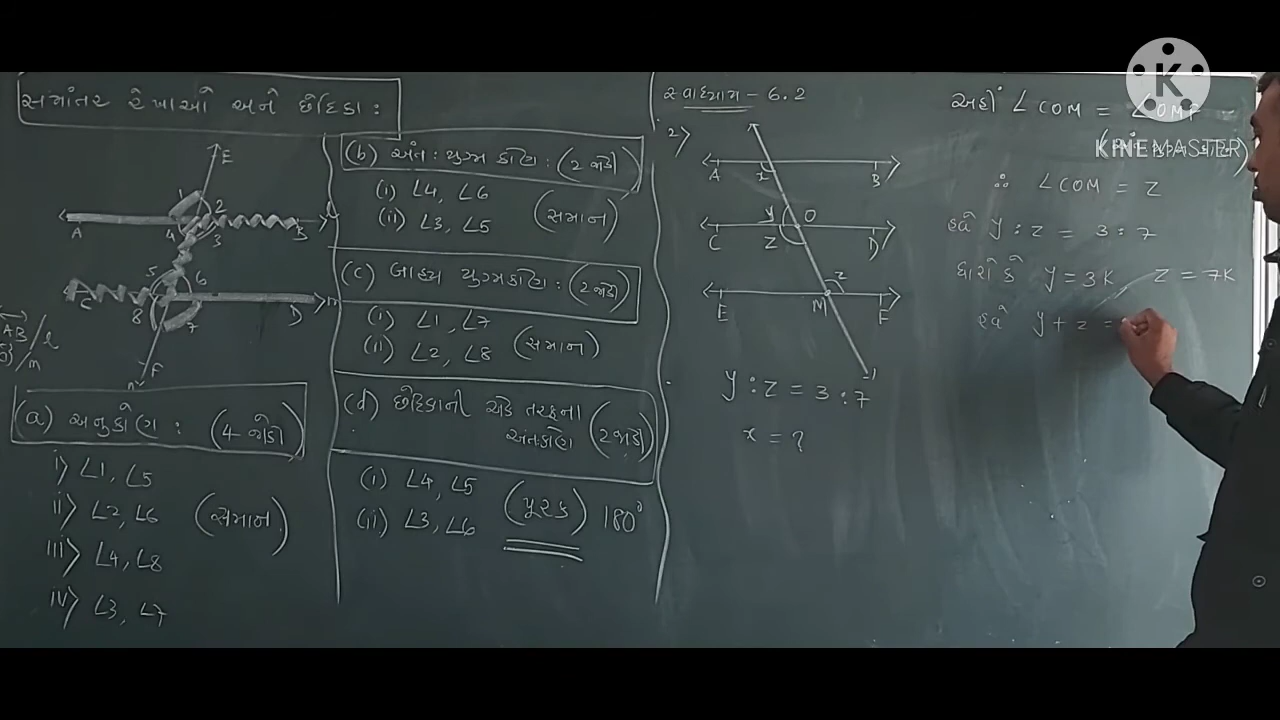 સમાંતર રેખાઓ અને છેદિકા :
E
1 2
A 4 3 B l
5 6
C 8 7 D m
AB / l
/ m
n F
(a) અનુકોણ : (4 જોડી)
i) ∠1, ∠5
ii) ∠2, ∠6 (સમાન)
iii) ∠4, ∠8
iv) ∠3, ∠7
(b) અંતઃયુગ્મકોણ : (2 જોડી)
(i) ∠4, ∠6
(ii) ∠3, ∠5 (સમાન)
(c) બાહ્ય યુગ્મકોણ : (2 જોડી)
(i) ∠1, ∠7
(ii) ∠2, ∠8 (સમાન)
(d) છેદિકાની એક તરફના
અંતઃકોણ (2 જોડી)
(i) ∠4, ∠5
(ii) ∠3, ∠6 (પૂરક) 180°
સ્વાધ્યાય - 6.2
2)
A x B
y O
C z D
z
E M F
y : z = 3 : 7
x = ?
અહીં ∠COM = ∠OMF
∴ ∠COM = z
હવે y : z = 3 : 7
ધારો કે y = 3K, z = 7K
હવે y + z =
K
KINEMASTER